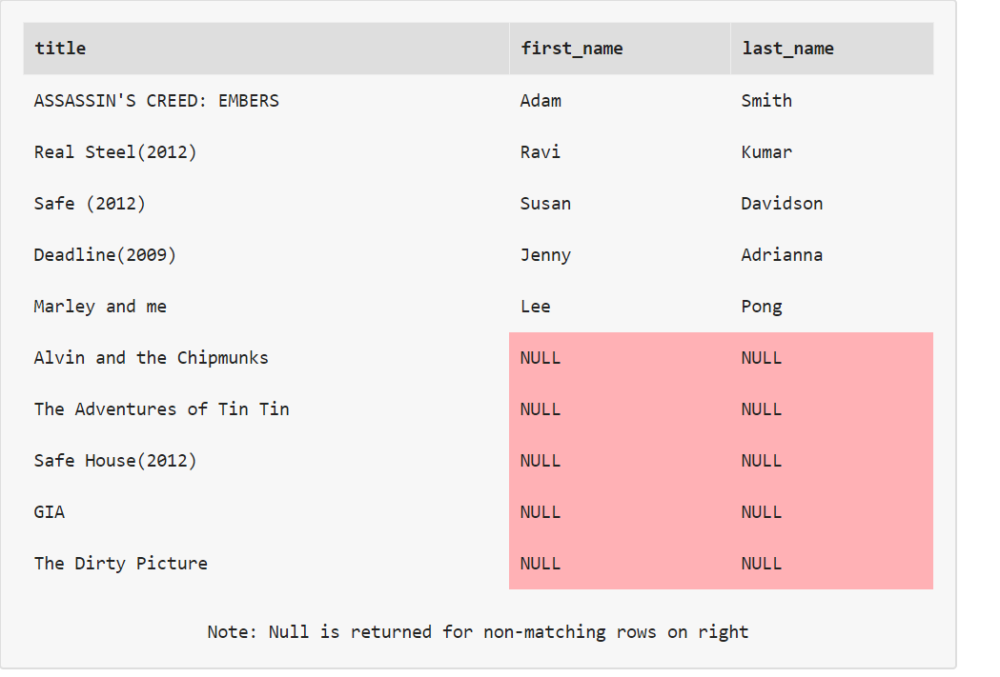 title first_name last_name
ASSASSIN'S CREED: EMBERS Adam Smith
Real Steel(2012) Ravi Kumar
Safe (2012) Susan Davidson
Deadline(2009) Jenny Adrianna
Marley and me Lee Pong
Alvin and the Chipmunks NULL NULL
The Adventures of Tin Tin NULL NULL
Safe House(2012) NULL NULL
GIA NULL NULL
The Dirty Picture NULL NULL
Note: Null is returned for non-matching rows on right